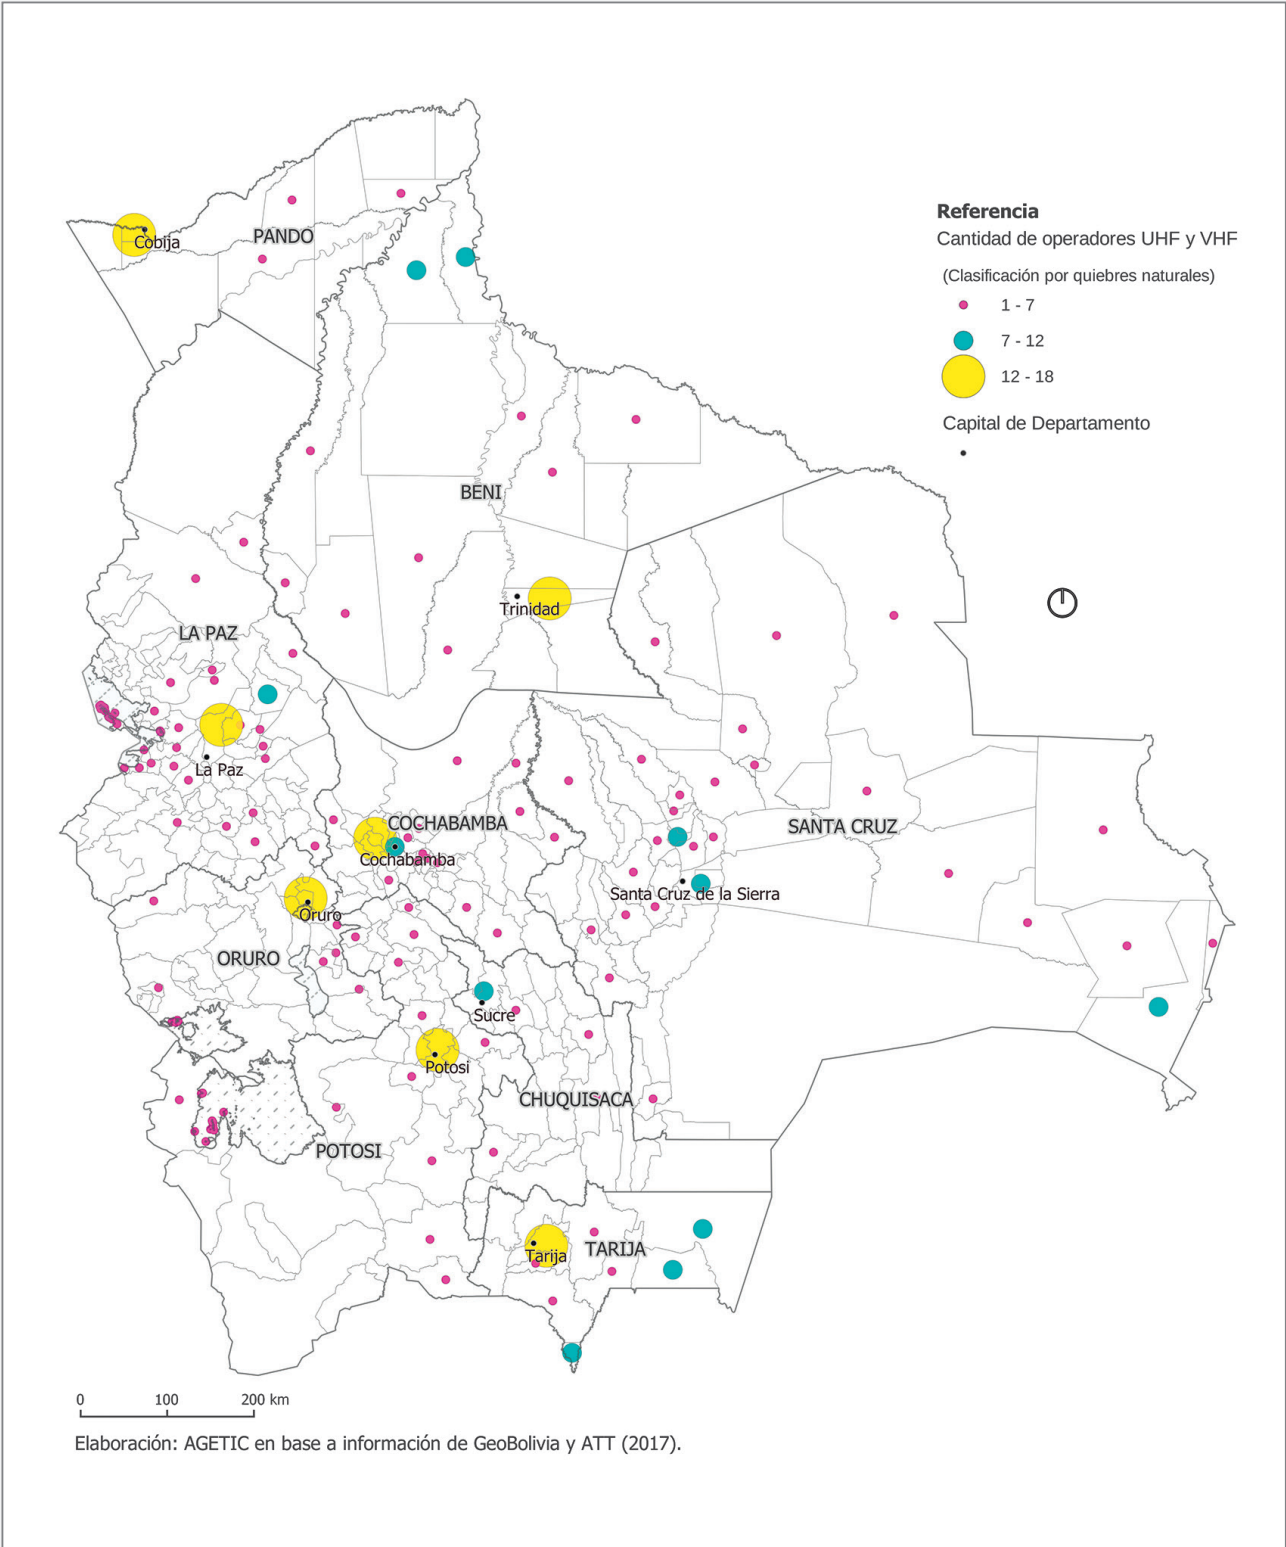 Referencia
Cantidad de operadores UHF y VHF
(Clasificación por quiebres naturales)
1 - 7
7 - 12
12 - 18
Capital de Departamento
Cobija
PANDO
BENI
Trinidad
LA PAZ
La Paz
COCHABAMBA
Cochabamba
SANTA CRUZ
Santa Cruz de la Sierra
Oruro
ORURO
Sucre
Potosi
CHUQUISACA
POTOSI
Tarija
TARIJA
0 100 200 km
Elaboración: AGETIC en base a información de GeoBolivia y ATT (2017).